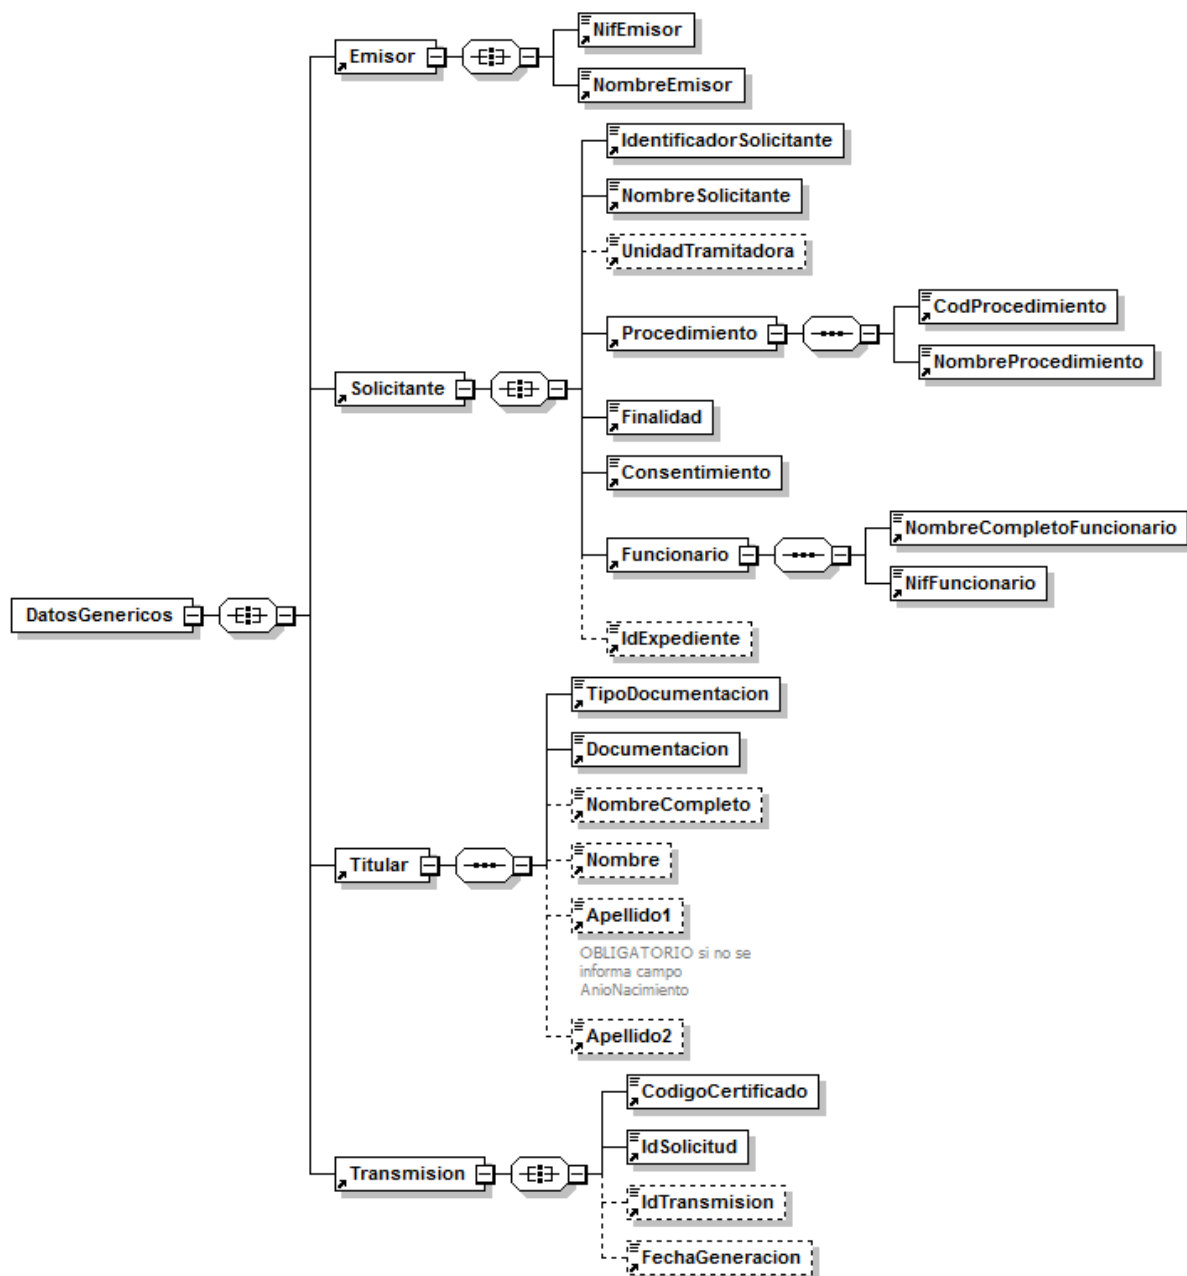 NifEmisor
Emisor
NombreEmisor
IdentificadorSolicitante
NombreSolicitante
UnidadTramitadora
CodProcedimiento
Procedimiento
NombreProcedimiento
Solicitante
Finalidad
Consentimiento
NombreCompletoFuncionario
Funcionario
NifFuncionario
DatosGenericos
IdExpediente
TipoDocumentacion
Documentacion
NombreCompleto
Titular
Nombre
Apellido1
OBLIGATORIO si no se
informa campo
AnioNacimiento
Apellido2
CodigoCertificado
IdSolicitud
Transmision
IdTransmision
FechaGeneracion